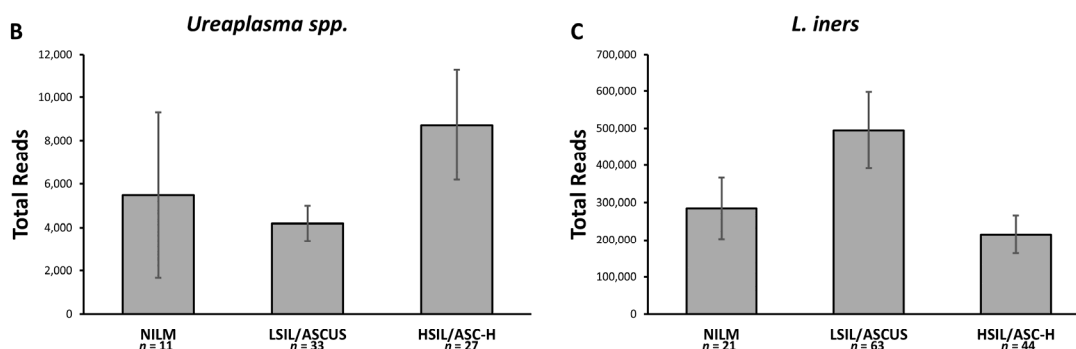 B
Ureaplasma spp.
Total Reads
12,000
10,000
8,000
6,000
4,000
2,000
0
NILM
n = 11
LSIL/ASCUS
n = 33
HSIL/ASC-H
n = 27
C
L. iners
Total Reads
700,000
600,000
500,000
400,000
300,000
200,000
100,000
0
NILM
n = 21
LSIL/ASCUS
n = 63
HSIL/ASC-H
n = 44